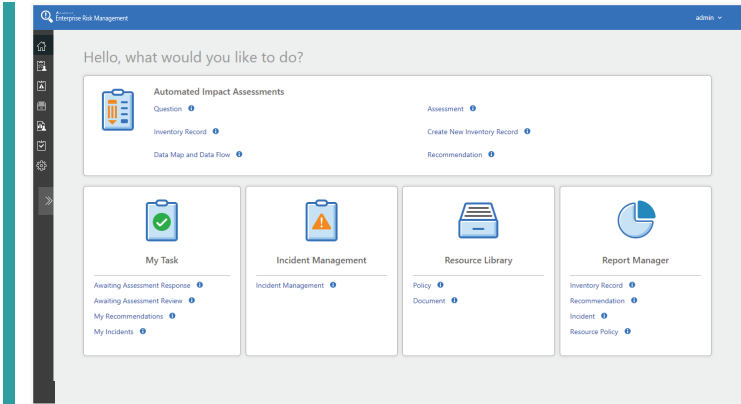 Enterprise Risk Management
admin
Hello, what would you like to do?
Automated Impact Assessments
Question
Assessment
Inventory Record
Create New Inventory Record
Data Map and Data Flow
Recommendation
My Task
Awaiting Assessment Response
Awaiting Assessment Review
My Recommendations
My Incidents
Incident Management
Incident Management
Resource Library
Policy
Document
Report Manager
Inventory Record
Recommendation
Incident
Resource Policy